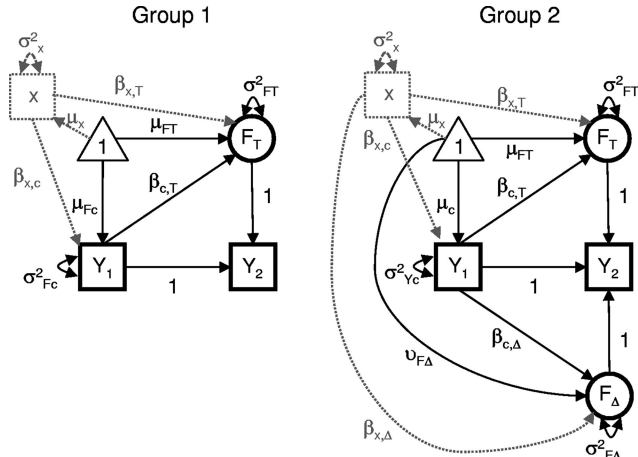 Group 1
Group 2
σ²ₓ
x
βx,T
σ²FT
μx
1
μFT
FT
βx,c
μFc
βc,T
1
σ²Fc
Y₁
1
Y₂
σ²x
x
βx,T
σ²FT
μx
1
μFT
FT
βx,c
μc
βc,T
1
σ²Yc
Y₁
1
Y₂
βc,Δ
1
υFΔ
FΔ
βx,Δ
σ²FΔ